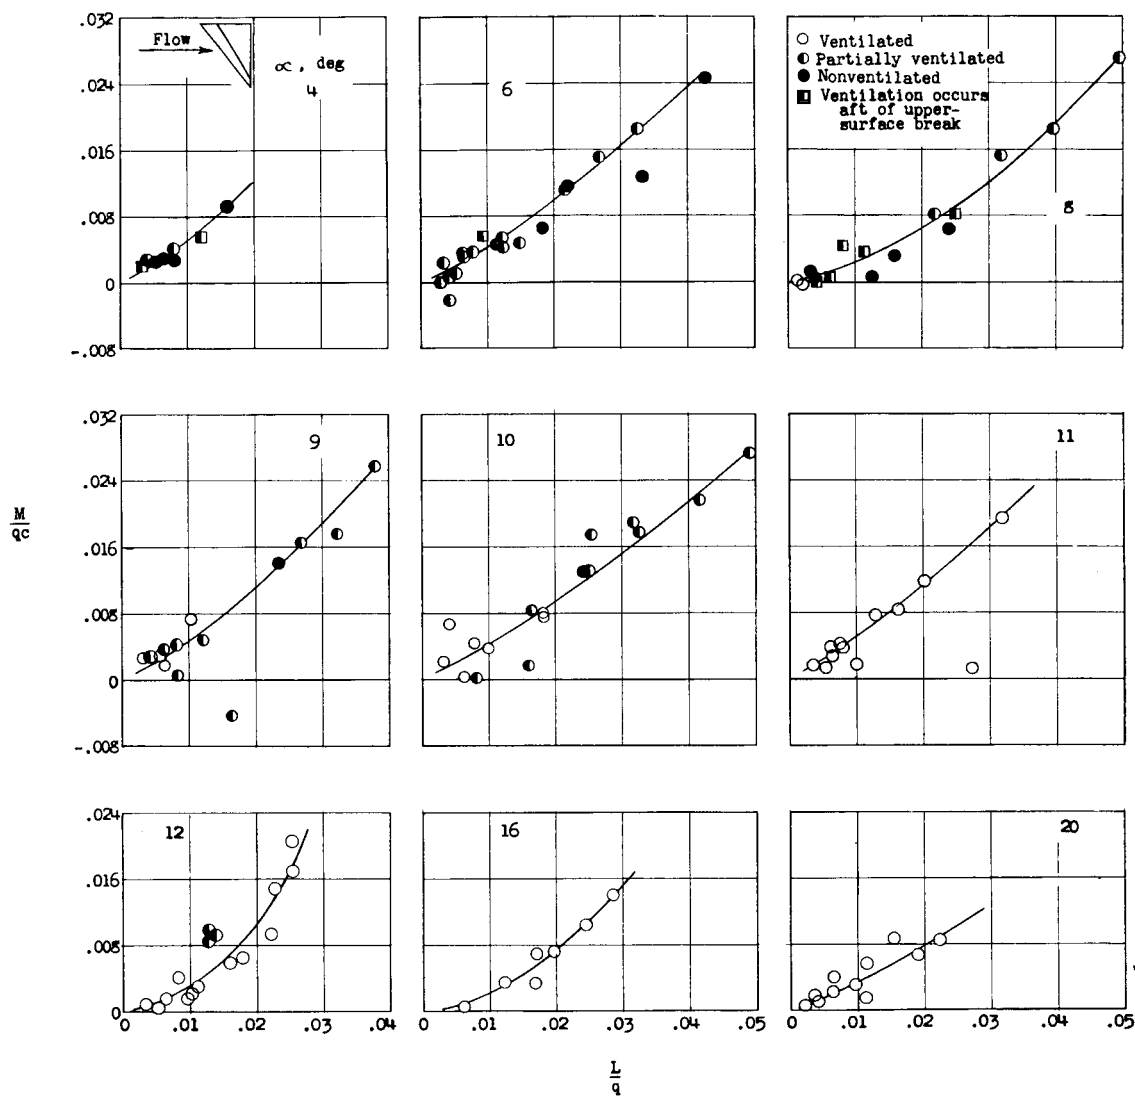 .032
.024
.016
.008
0
-.008
Flow
∝, deg
4
6
○ Ventilated
◐ Partially ventilated
● Nonventilated
◧ Ventilation occurs
aft of upper-
surface break
8
.032
.024
.016
.008
0
-.008
9
10
11
M
qc
.024
.016
.008
0
12
16
20
0 .01 .02 .03 .04
0 .01 .02 .03 .04 .05
0 .01 .02 .03 .04 .05
L
q